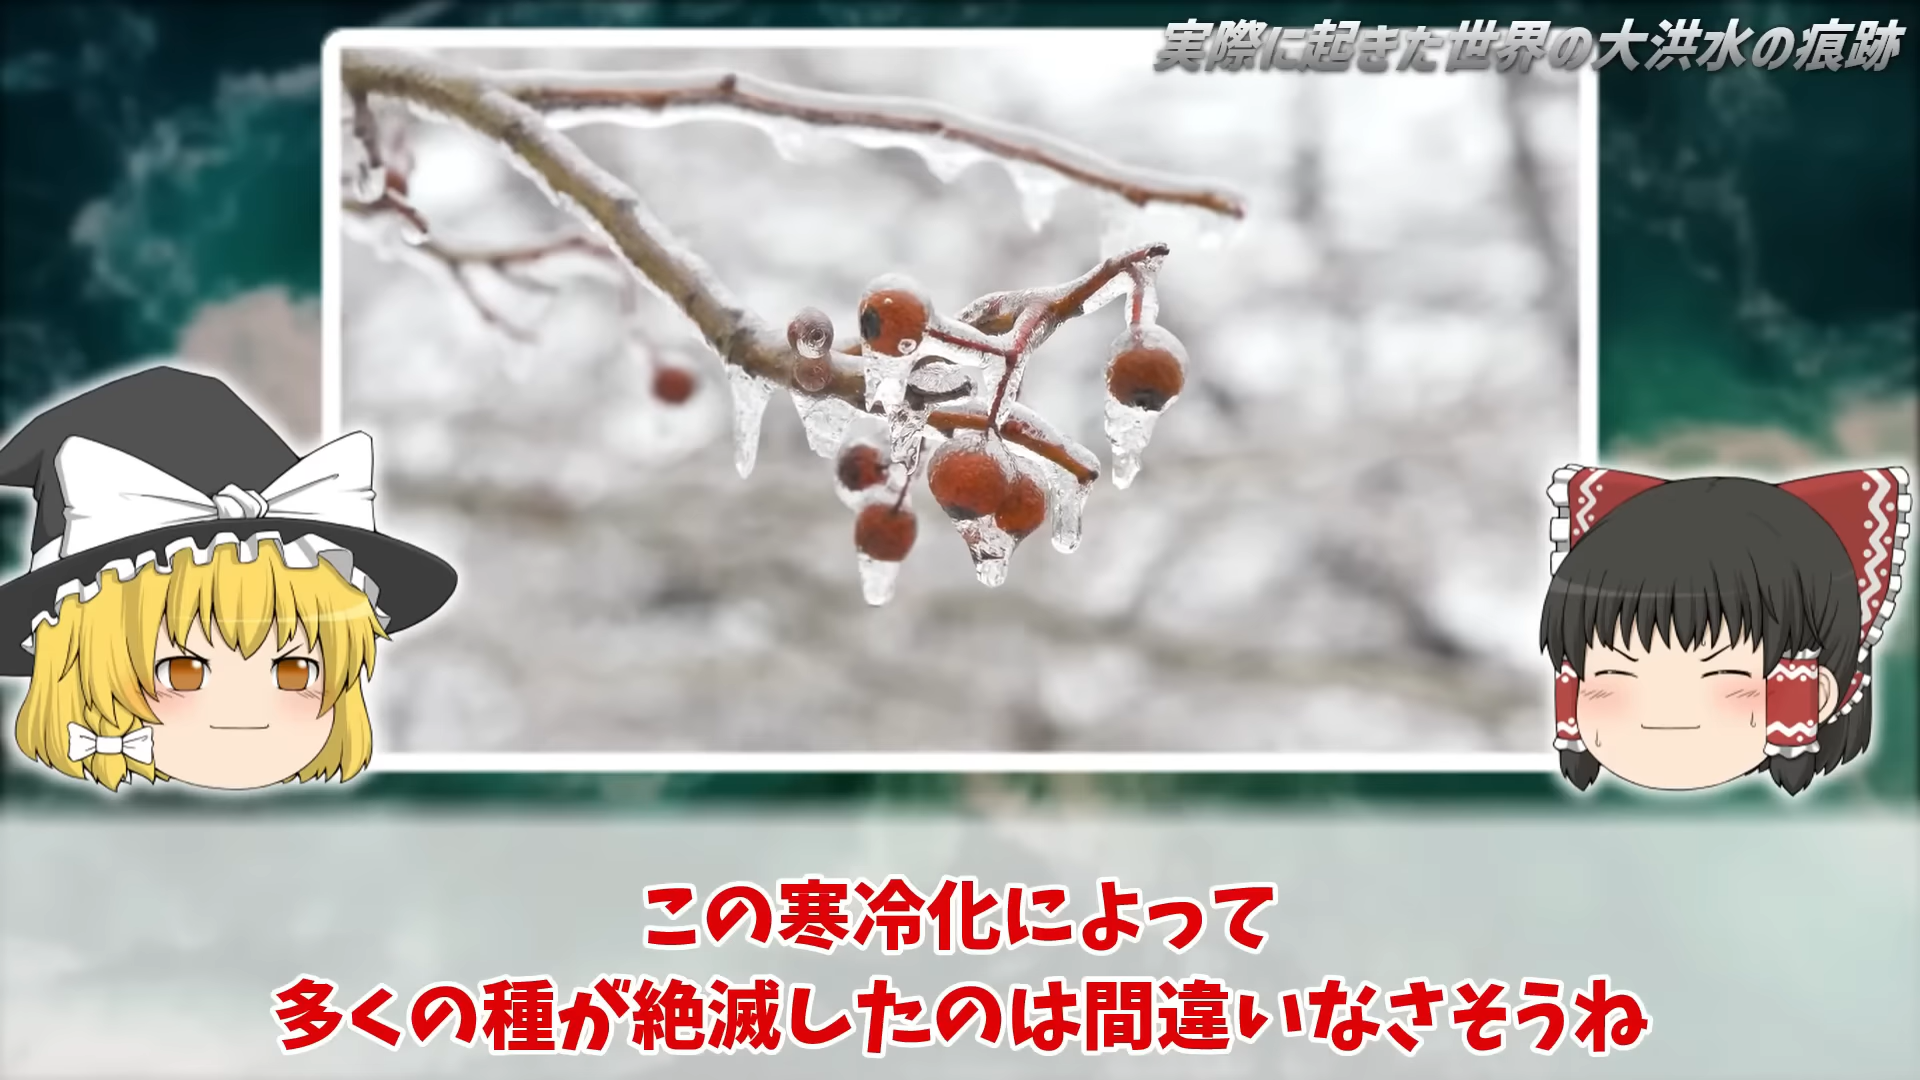 実際に起きた世界の大洪水の痕跡
この寒冷化によって
多くの種が絶滅したのは間違いなさそうね